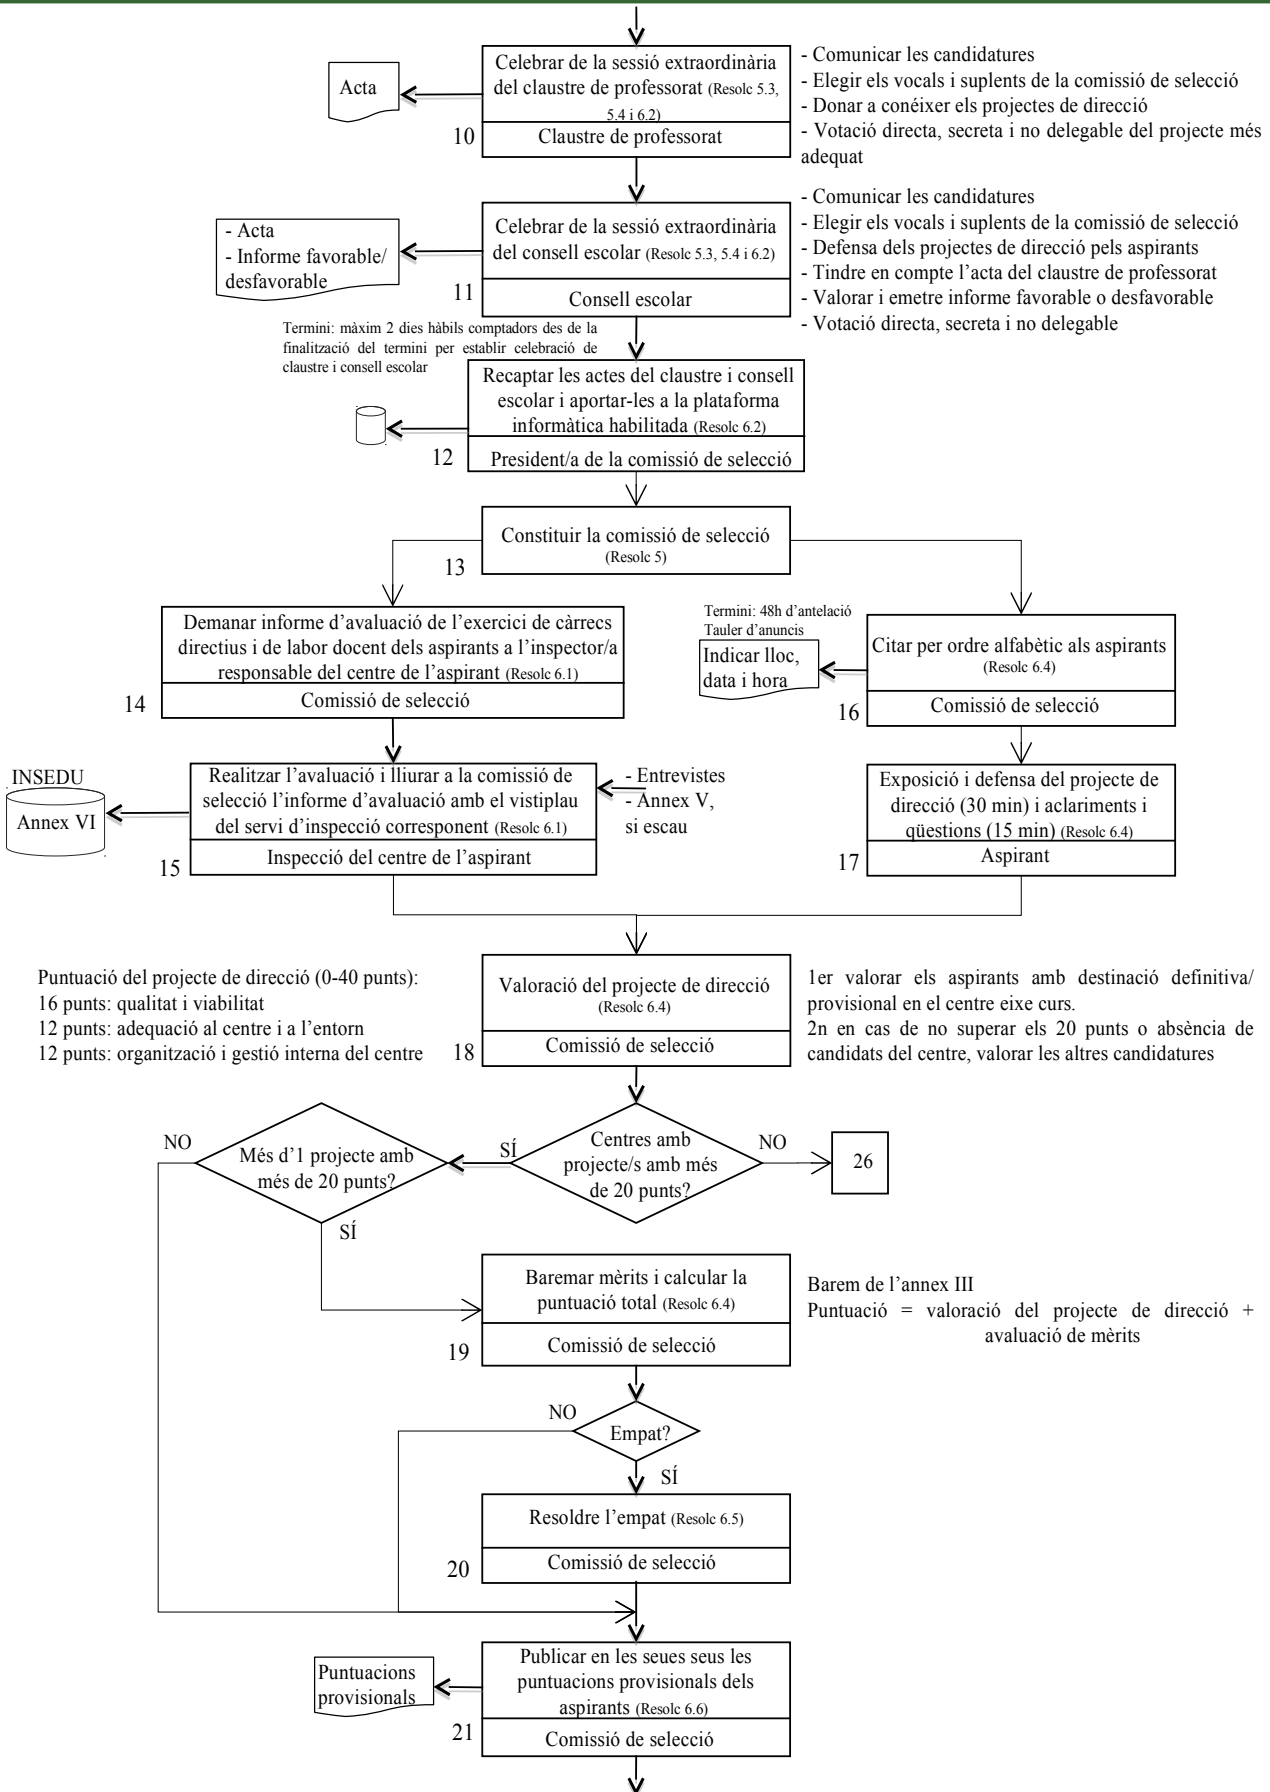 Celebrar de la sessió extraordinària
del claustre de professorat (Resolc 5.3,
5.4 i 6.2)
Claustre de professorat
10
Acta
- Comunicar les candidatures
- Elegir els vocals i suplents de la comissió de selecció
- Donar a conéixer els projectes de direcció
- Votació directa, secreta i no delegable del projecte més
adequat
Celebrar de la sessió extraordinària
del consell escolar (Resolc 5.3, 5.4 i 6.2)
Consell escolar
11
- Acta
- Informe favorable/
desfavorable
- Comunicar les candidatures
- Elegir els vocals i suplents de la comissió de selecció
- Defensa dels projectes de direcció pels aspirants
- Tindre en compte l’acta del claustre de professorat
- Valorar i emetre informe favorable o desfavorable
- Votació directa, secreta i no delegable
Termini: màxim 2 dies hàbils comptadors des de la
finalització del termini per establir celebració de
claustre i consell escolar
Recaptar les actes del claustre i consell
escolar i aportar-les a la plataforma
informàtica habilitada (Resolc 6.2)
12
President/a de la comissió de selecció
Constituir la comissió de selecció
(Resolc 5)
13
Demanar informe d’avaluació de l’exercici de càrrecs
directius i de labor docent dels aspirants a l’inspector/a
responsable del centre de l’aspirant (Resolc 6.1)
Comissió de selecció
14
Termini: 48h d’antelació
Tauler d’anuncis
Indicar lloc,
data i hora
Citar per ordre alfabètic als aspirants
(Resolc 6.4)
Comissió de selecció
16
INSEDU
Annex VI
Realitzar l’avaluació i lliurar a la comissió de
selecció l’informe d’avaluació amb el vistiplau
del servi d’inspecció corresponent (Resolc 6.1)
Inspecció del centre de l’aspirant
15
- Entrevistes
- Annex V,
si escau
Exposició i defensa del projecte de
direcció (30 min) i aclariments i
qüestions (15 min) (Resolc 6.4)
Aspirant
17
Puntuació del projecte de direcció (0-40 punts):
16 punts: qualitat i viabilitat
12 punts: adequació al centre i a l’entorn
12 punts: organització i gestió interna del centre
Valoració del projecte de direcció
(Resolc 6.4)
Comissió de selecció
18
1er valorar els aspirants amb destinació definitiva/
provisional en el centre eixe curs.
2n en cas de no superar els 20 punts o absència de
candidats del centre, valorar les altres candidatures
NO
Més d’1 projecte amb
més de 20 punts?
SÍ
SÍ
Centres amb
projecte/s amb més
de 20 punts?
NO
26
Baremar mèrits i calcular la
puntuació total (Resolc 6.4)
Comissió de selecció
19
Barem de l’annex III
Puntuació = valoració del projecte de direcció +
avaluació de mèrits
NO
Empat?
SÍ
Resoldre l’empat (Resolc 6.5)
Comissió de selecció
20
Puntuacions
provisionals
Publicar en les seues seus les
puntuacions provisionals dels
aspirants (Resolc 6.6)
Comissió de selecció
21